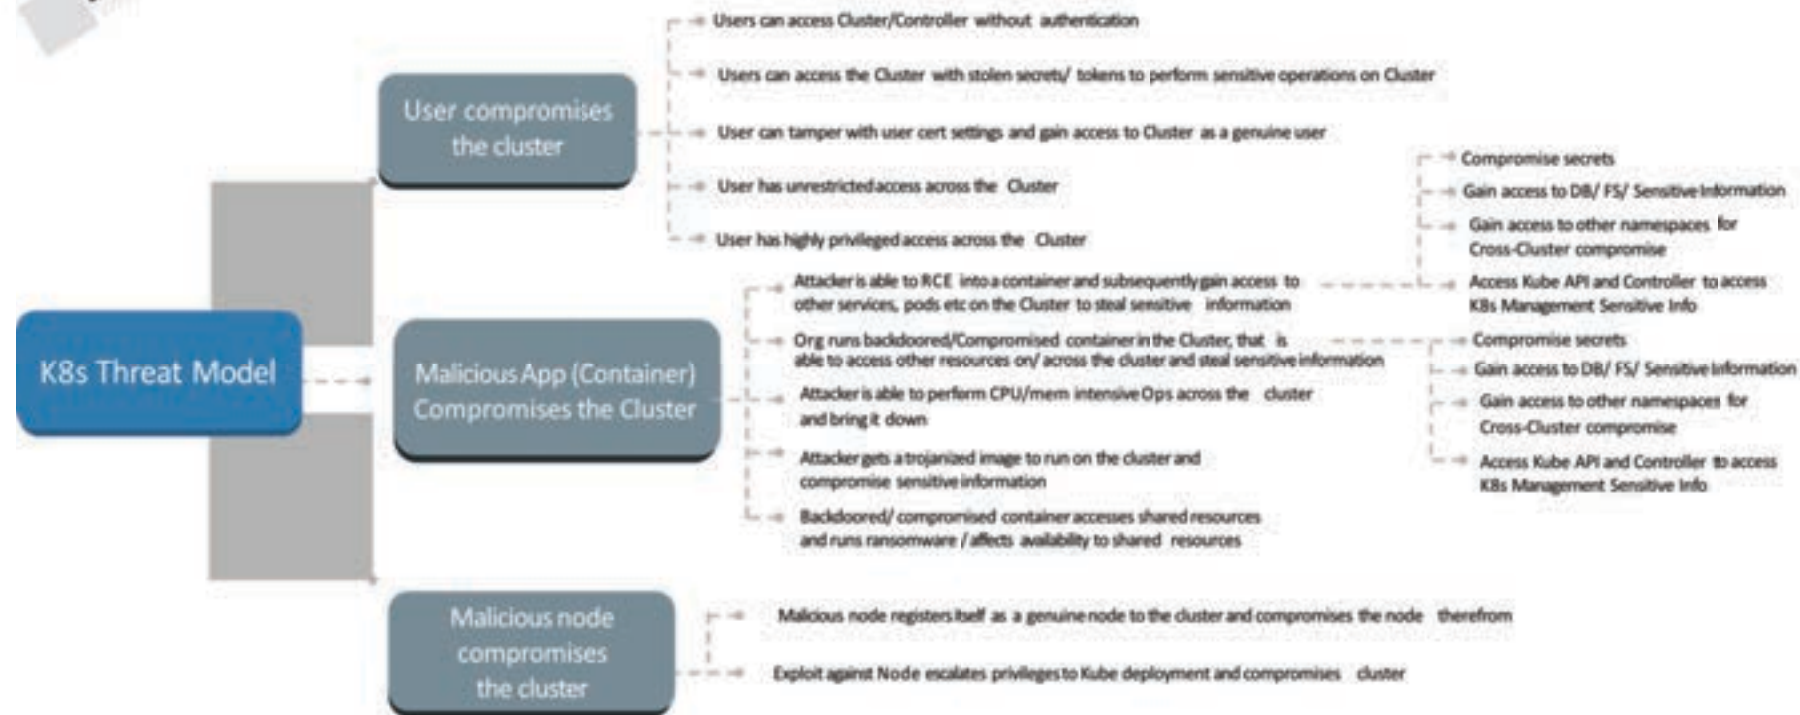 K8s Threat Model
User compromises
the cluster
Users can access Cluster/Controller without authentication
Users can access the Cluster with stolen secrets/ tokens to perform sensitive operations on Cluster
User can tamper with user cert settings and gain access to Cluster as a genuine user
User has unrestricted access across the Cluster
User has highly privileged access across the Cluster
Malicious App (Container)
Compromises the Cluster
Attacker is able to RCE into a container and subsequently gain access to
other services, pods etc on the Cluster to steal sensitive information
Compromise secrets
Gain access to DB/ FS/ Sensitive Information
Gain access to other namespaces for
Cross-Cluster compromise
Access Kube API and Controller to access
K8s Management Sensitive Info
Org runs backdoored/Compromised container in the Cluster, that is
able to access other resources on/ across the cluster and steal sensitive information
Compromise secrets
Gain access to DB/ FS/ Sensitive Information
Gain access to other namespaces for
Cross-Cluster compromise
Access Kube API and Controller to access
K8s Management Sensitive Info
Attacker is able to perform CPU/mem intensive Ops across the cluster
and bring it down
Attacker gets a trojanized image to run on the cluster and
compromise sensitive information
Backdoored/ compromised container accesses shared resources
and runs ransomware / affects availability to shared resources
Malicious node
compromises
the cluster
Malicious node registers itself as a genuine node to the cluster and compromises the node therefrom
Exploit against Node escalates privileges to Kube deployment and compromises cluster